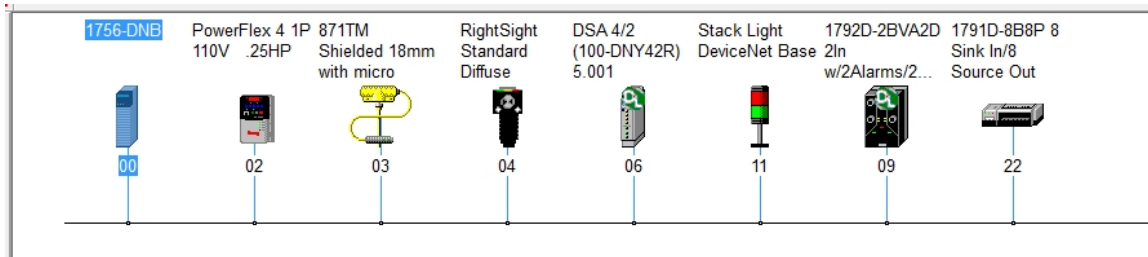 1756-DNB
PowerFlex 4 1P
110V .25HP
871TM
Shielded 18mm
with micro
RightSight
Standard
Diffuse
DSA 4/2
(100-DNY42R)
5.001
Stack Light
DeviceNet Base
1792D-2BVA2D
2In
w/2Alarms/2...
1791D-8B8P 8
Sink In/8
Source Out
00
02
03
04
06
11
09
22